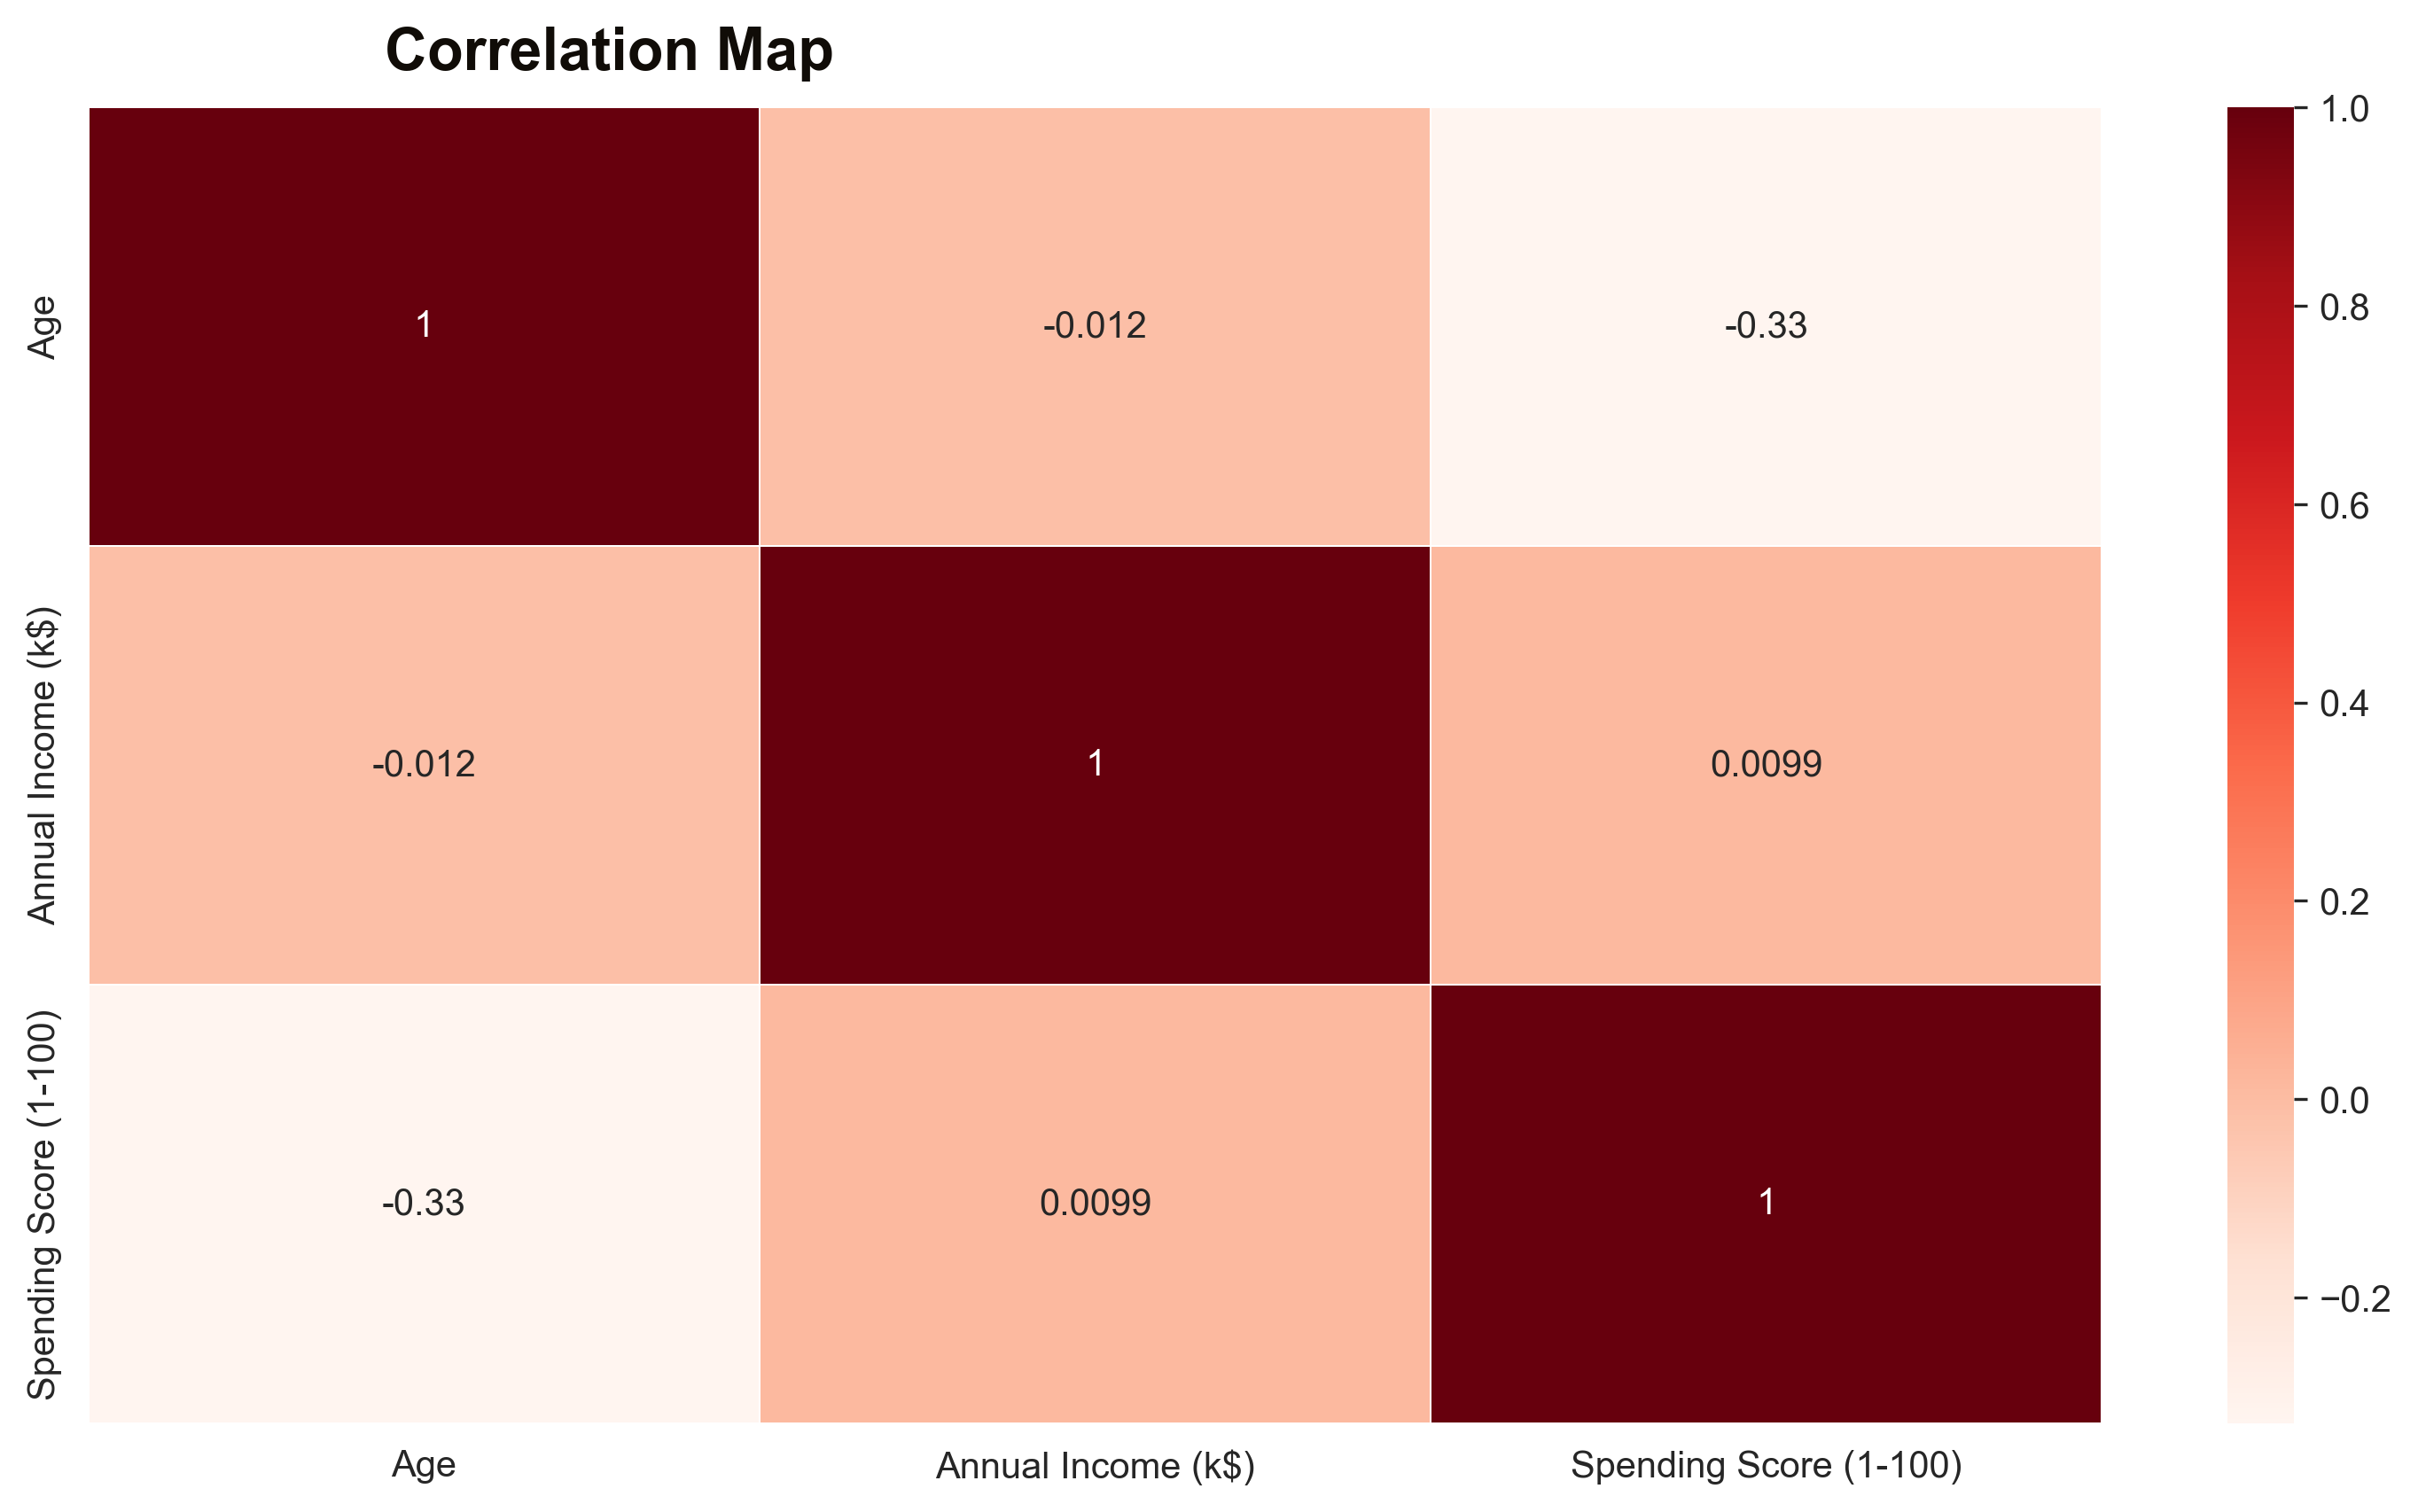 Correlation Map
Age
1
-0.012
-0.33
Annual Income (k$)
-0.012
1
0.0099
Spending Score (1-100)
-0.33
0.0099
1
Age
Annual Income (k$)
Spending Score (1-100)
1.0
0.8
0.6
0.4
0.2
0.0
−0.2